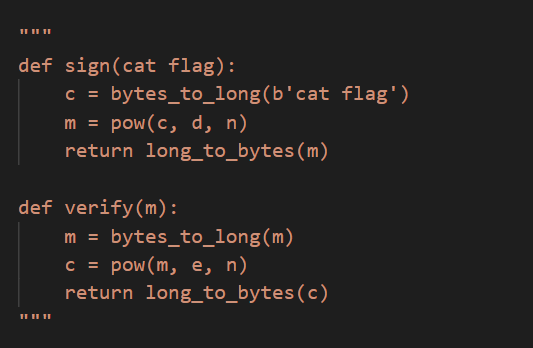 """
def sign(cat flag):
    c = bytes_to_long(b'cat flag')
    m = pow(c, d, n)
    return long_to_bytes(m)

def verify(m):
    m = bytes_to_long(m)
    c = pow(m, e, n)
    return long_to_bytes(c)
"""